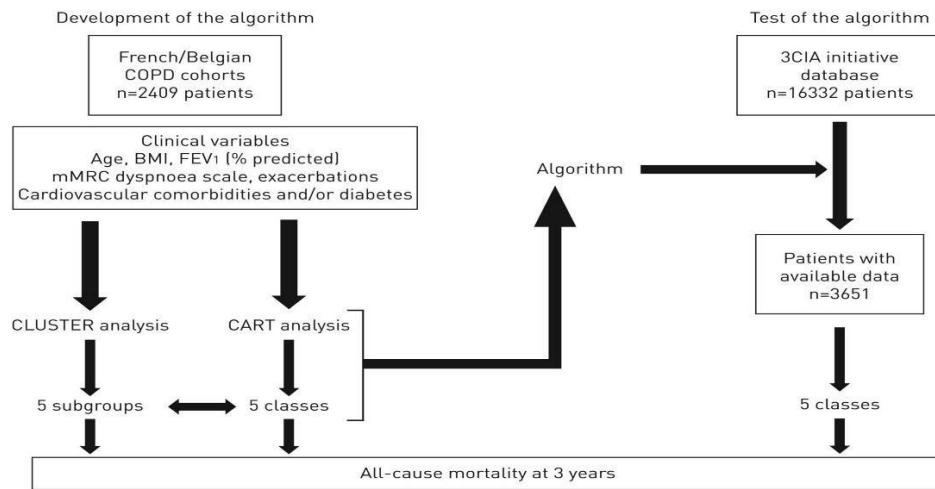 Development of the algorithm
French/Belgian
COPD cohorts
n=2409 patients
Clinical variables
Age, BMI, FEV1 (% predicted)
mMRC dyspnoea scale, exacerbations
Cardiovascular comorbidities and/or diabetes
CLUSTER analysis
CART analysis
5 subgroups
5 classes
Algorithm
Test of the algorithm
3CIA initiative
database
n=16332 patients
Patients with
available data
n=3651
5 classes
All-cause mortality at 3 years